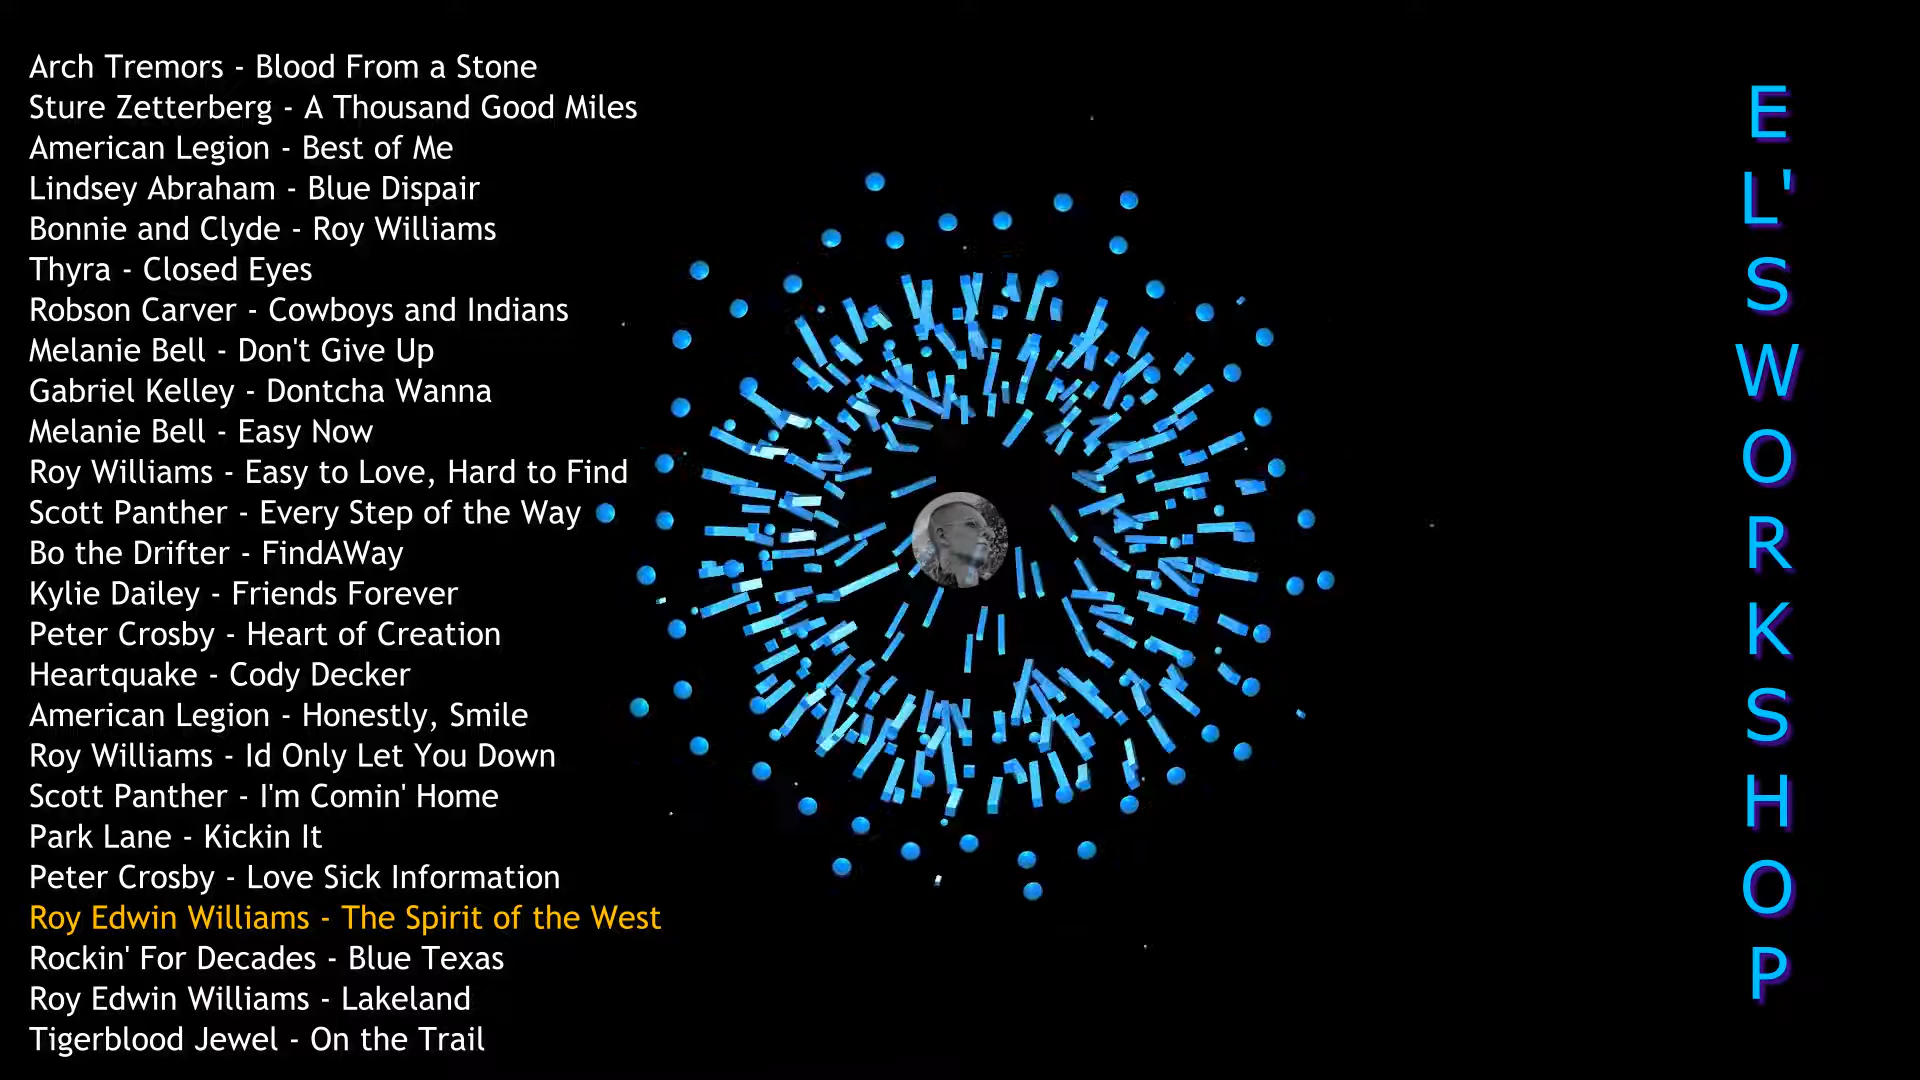 Arch Tremors - Blood From a Stone
Sture Zetterberg - A Thousand Good Miles
American Legion - Best of Me
Lindsey Abraham - Blue Dispair
Bonnie and Clyde - Roy Williams
Thyra - Closed Eyes
Robson Carver - Cowboys and Indians
Melanie Bell - Don't Give Up
Gabriel Kelley - Dontcha Wanna
Melanie Bell - Easy Now
Roy Williams - Easy to Love, Hard to Find
Scott Panther - Every Step of the Way
Bo the Drifter - FindAWay
Kylie Dailey - Friends Forever
Peter Crosby - Heart of Creation
Heartquake - Cody Decker
American Legion - Honestly, Smile
Roy Williams - Id Only Let You Down
Scott Panther - I'm Comin' Home
Park Lane - Kickin It
Peter Crosby - Love Sick Information
Roy Edwin Williams - The Spirit of the West
Rockin' For Decades - Blue Texas
Roy Edwin Williams - Lakeland
Tigerblood Jewel - On the Trail
EL'S WORKSHOP